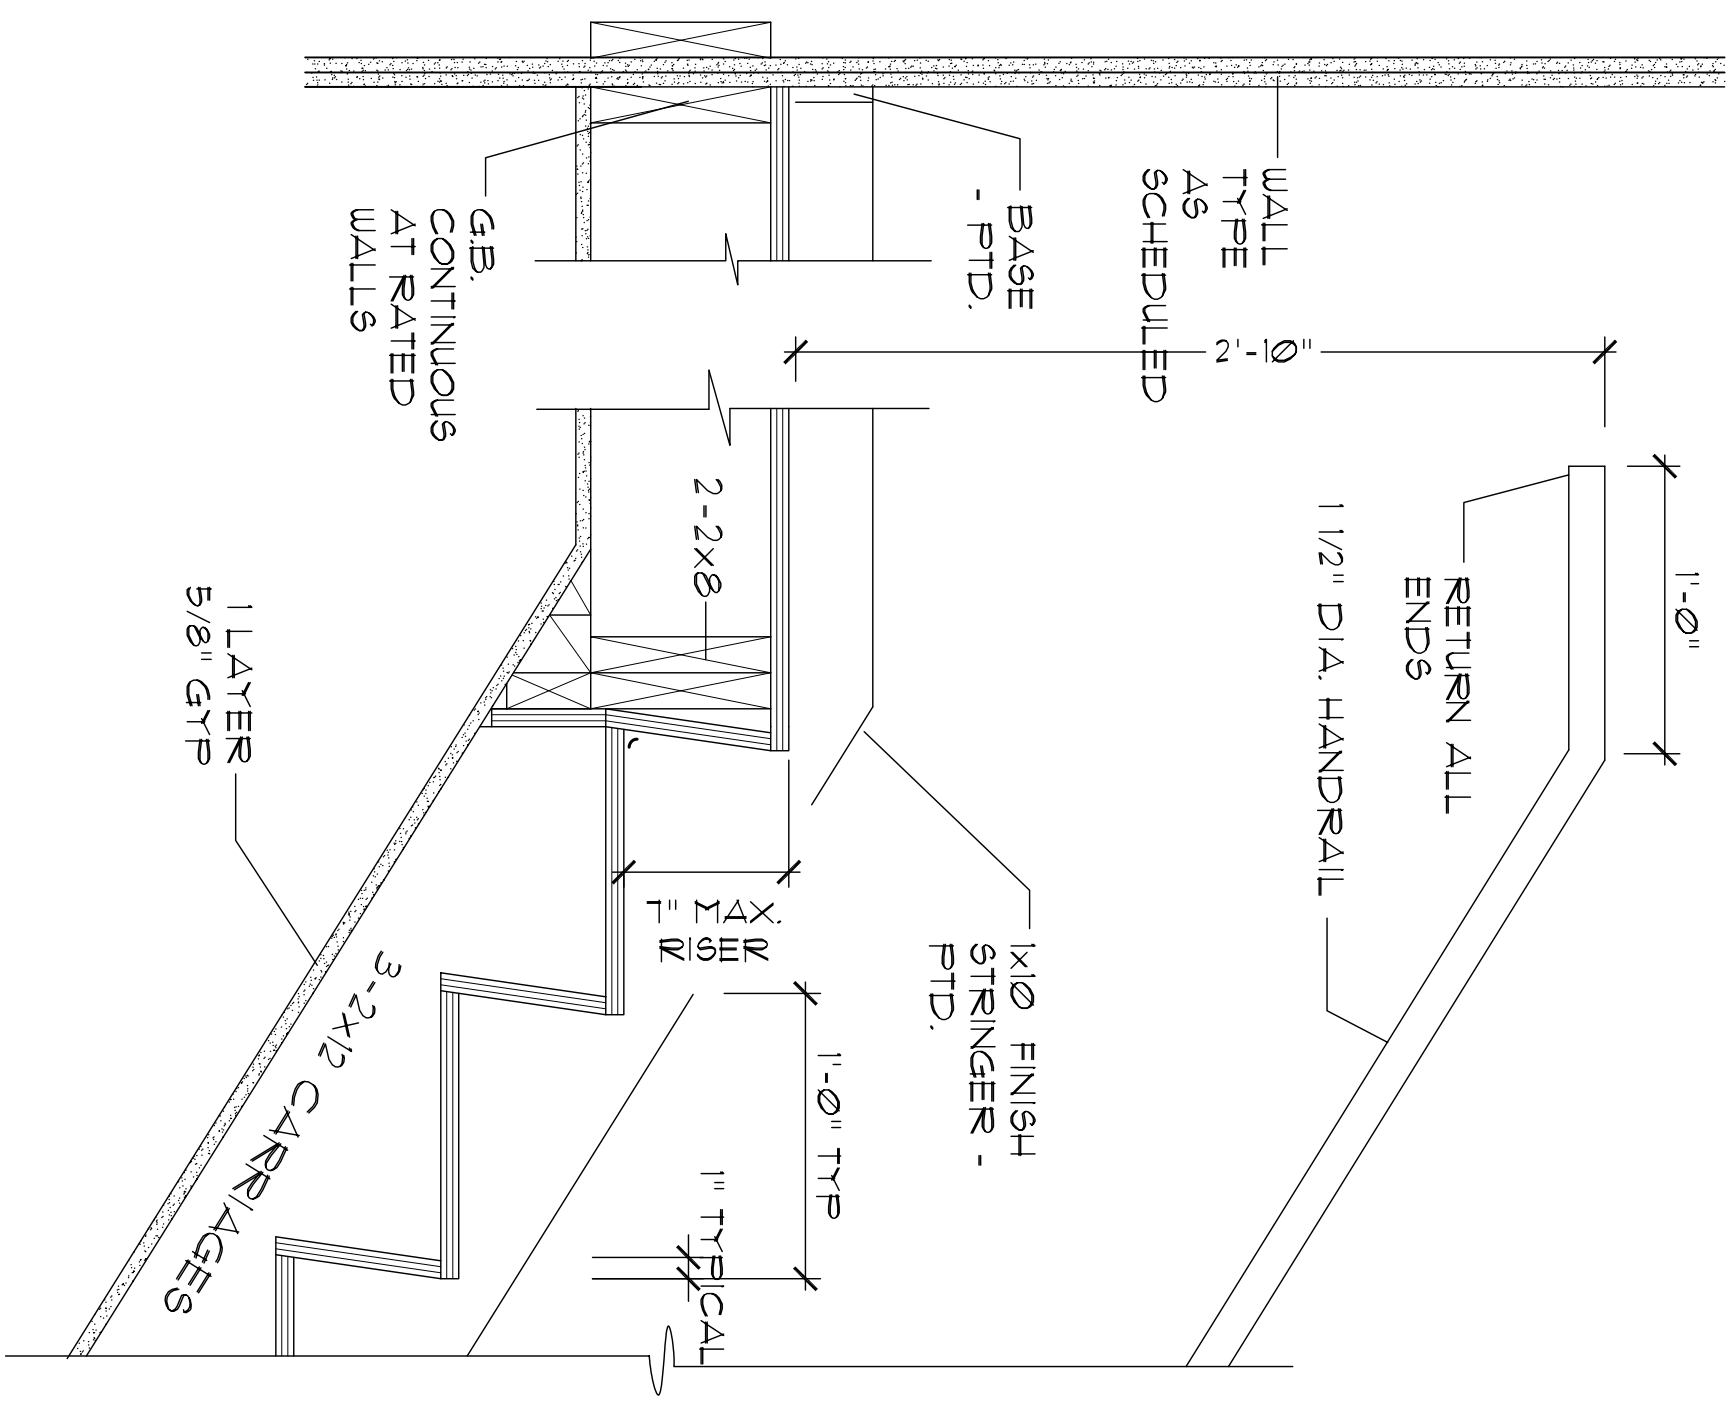 WALL
TYPE
AS
SCHEDULED
BASE
- PTD.
G.B.
CONTINUOUS
AT RATED
WALLS
2'-10"
1'-0"
RETURN ALL
ENDS
1 1/2" DIA. HANDRAIL
2-2x8
1 LAYER
5/8" GYP
7" MAX.
RISER
1x10 FINISH
STRINGER -
PTD.
1'-0" TYP
1" TYPICAL
3-2x12 CARRIAGES